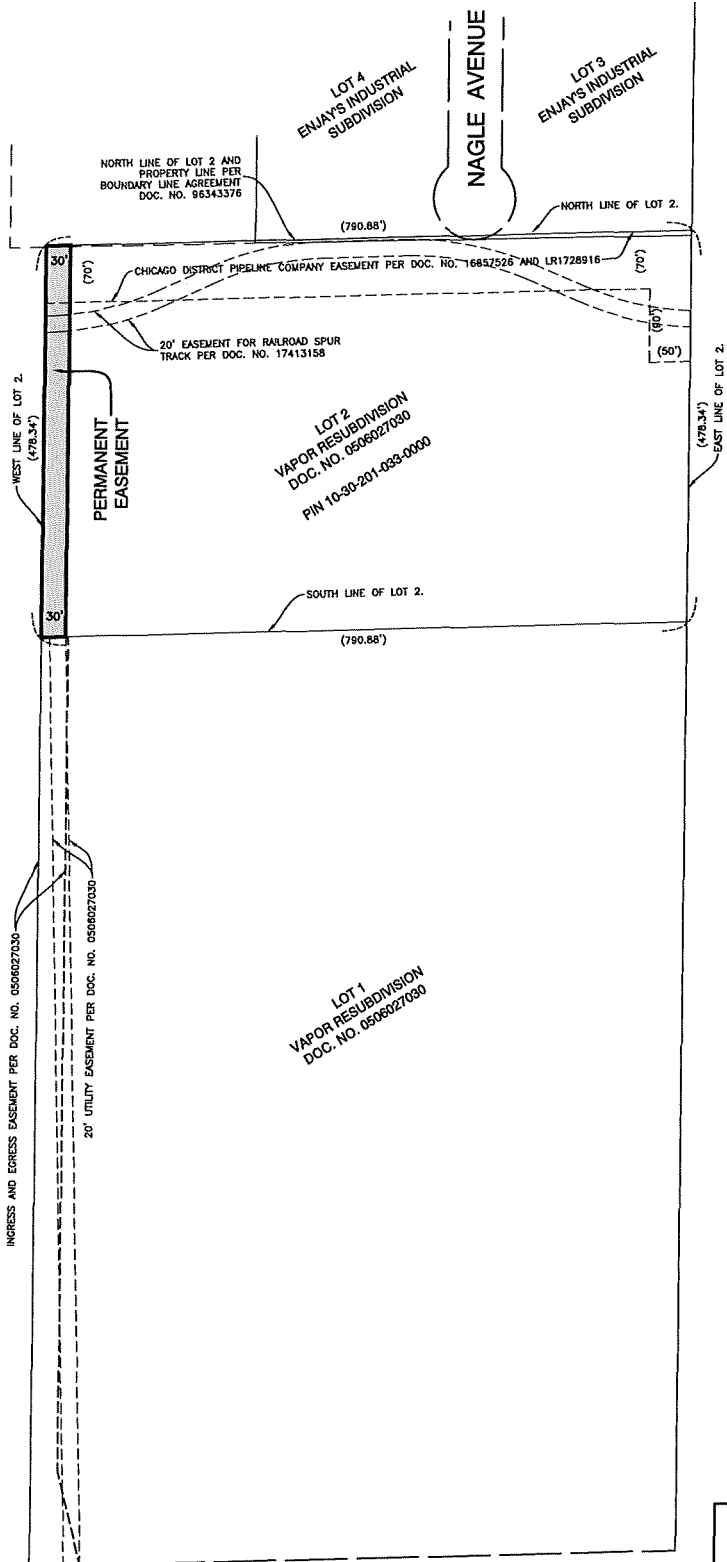 LOT 4
ENJAY'S INDUSTRIAL
SUBDIVISION
NAGLE AVENUE
LOT 3
ENJAY'S INDUSTRIAL
SUBDIVISION
NORTH LINE OF LOT 2 AND
PROPERTY LINE PER
BOUNDARY LINE AGREEMENT
DOC. NO. 96343376
(790.88')
NORTH LINE OF LOT 2.
30'
(70')
CHICAGO DISTRICT PIPELINE COMPANY EASEMENT PER DOC. NO. 16857526 AND LR1728916
(70')
20' EASEMENT FOR RAILROAD SPUR
TRACK PER DOC. NO. 17413158
(90')
(50')
WEST LINE OF LOT 2.
(478.34')
PERMANENT
EASEMENT
LOT 2
VAPOR RESUBDIVISION
DOC. NO. 0506027030
PIN 10-30-201-033-0000
(478.34')
EAST LINE OF LOT 2.
30'
SOUTH LINE OF LOT 2.
(790.88')
INGRESS AND EGRESS EASEMENT PER DOC. NO. 0506027030
20' UTILITY EASEMENT PER DOC. NO. 0506027030
LOT 1
VAPOR RESUBDIVISION
DOC. NO. 0506027030